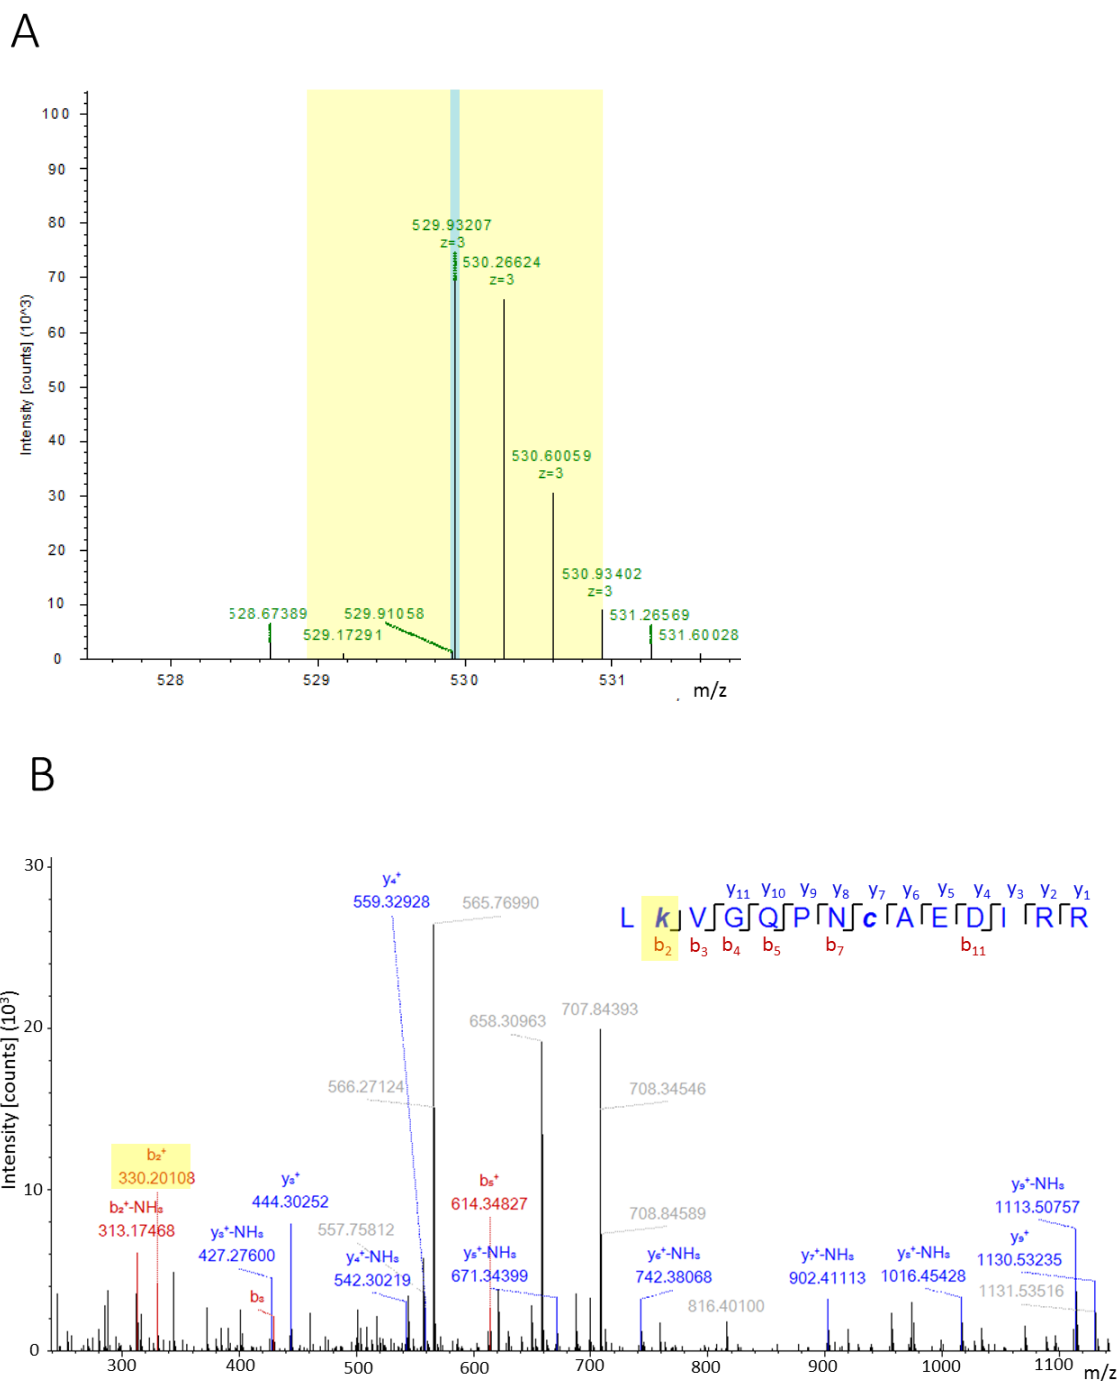 A
Intensity [counts] (10^3)
100
90
80
70
60
50
40
30
20
10
0
529.93207
z=3
530.26624
z=3
530.60059
z=3
530.93402
z=3
528.67389
529.91058
531.26569
529.17291
531.60028
528
529
530
531
m/z
B
Intensity [counts] (10³)
30
20
10
0
y₄⁺
559.32928
565.76990
y₁₁ y₁₀ y₉ y₈ y₇ y₆ y₅ y₄ y₃ y₂ y₁
L k V G Q P N c A E D I R R
b₂ b₃ b₄ b₅ b₇ b₁₁
658.30963
707.84393
566.27124
708.34546
b₂⁺
330.20108
b₂⁺-NH₃
313.17468
y₃⁺
444.30252
b₅⁺
614.34827
708.84589
y₉⁺-NH₃
1113.50757
y₃⁺-NH₃
427.27600
557.75812
y₄⁺-NH₃
542.30219
y₅⁺-NH₃
671.34399
y₆⁺-NH₃
742.38068
y₇⁺-NH₃
902.41113
y₈⁺-NH₃
1016.45428
y₉⁺
1130.53235
b₃
816.40100
1131.53516
300
400
500
600
700
800
900
1000
1100
m/z